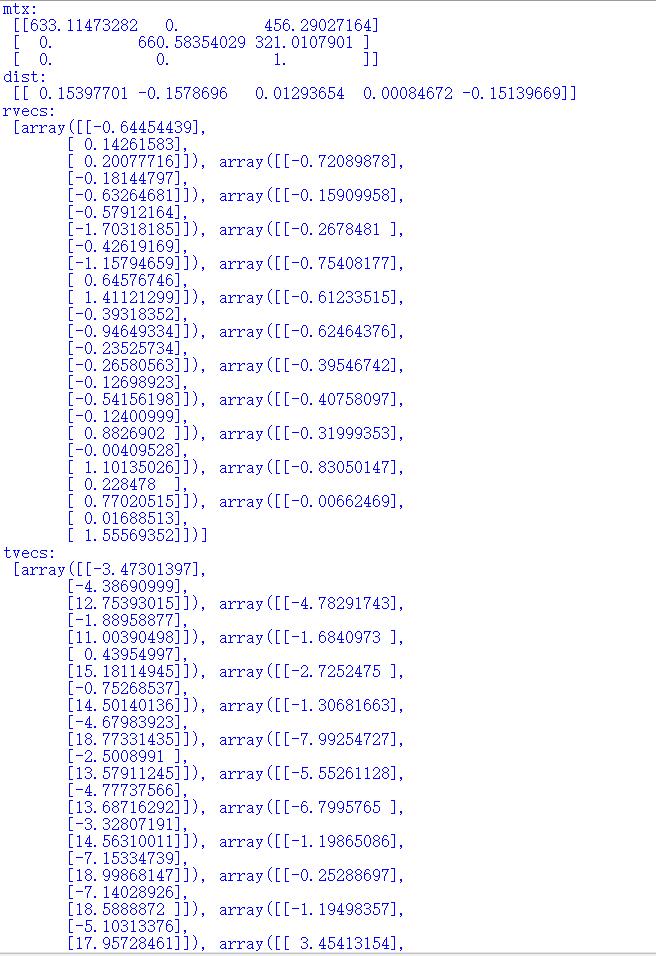 mtx:
[[633.11473282   0.         456.29027164]
[  0.         660.58354029 321.0107901 ]
[  0.           0.           1.        ]]
dist:
[[ 0.15397701 -0.1578696   0.01293654  0.00084672 -0.15139669]]
rvecs:
[array([[-0.64454439],
[ 0.14261583],
[ 0.20077716]]), array([[-0.72089878],
[-0.18144797],
[-0.63264681]]), array([[-0.15909958],
[-0.57912164],
[-1.70318185]]), array([[-0.2678481 ],
[-0.42619169],
[-1.15794659]]), array([[-0.75408177],
[ 0.64576746],
[ 1.41121299]]), array([[-0.61233515],
[-0.39318352],
[-0.94649334]]), array([[-0.62464376],
[-0.23525734],
[-0.26580563]]), array([[-0.39546742],
[-0.12698923],
[-0.54156198]]), array([[-0.40758097],
[-0.12400999],
[ 0.8826902 ]]), array([[-0.31999353],
[-0.00409528],
[ 1.10135026]]), array([[-0.83050147],
[ 0.228478  ],
[ 0.77020515]]), array([[-0.00662469],
[ 0.01688513],
[ 1.55569352]])]
tvecs:
[array([[-3.47301397],
[-4.38690999],
[12.75393015]]), array([[-4.78291743],
[-1.88958877],
[11.00390498]]), array([[-1.6840973 ],
[ 0.43954997],
[15.18114945]]), array([[-2.7252475 ],
[-0.75268537],
[14.50140136]]), array([[-1.30681663],
[-4.67983923],
[18.77331435]]), array([[-7.99254727],
[-2.5008991 ],
[13.57911245]]), array([[-5.55261128],
[-4.77737566],
[13.68716292]]), array([[-6.7995765 ],
[-3.32807191],
[14.56310011]]), array([[-1.19865086],
[-7.15334739],
[18.99868147]]), array([[-0.25288697],
[-7.14028926],
[18.5888872 ]]), array([[-1.19498357],
[-5.10313376],
[17.95728461]]), array([[ 3.45413154],